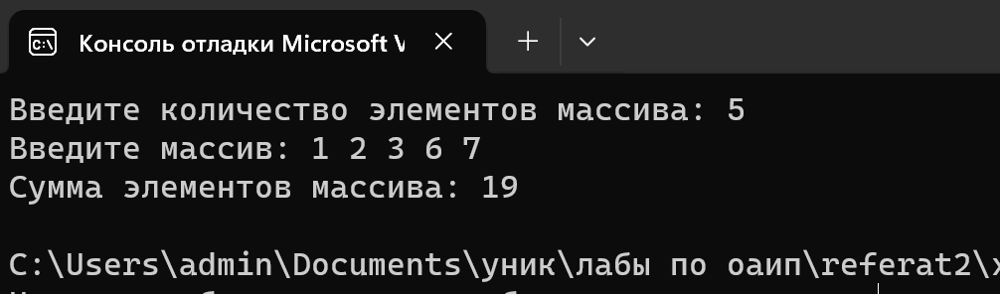 Консоль отладки Microsoft
Введите количество элементов массива: 5
Введите массив: 1 2 3 6 7
Сумма элементов массива: 19
C:\Users\admin\Documents\уник\лабы по оаип\referat2\